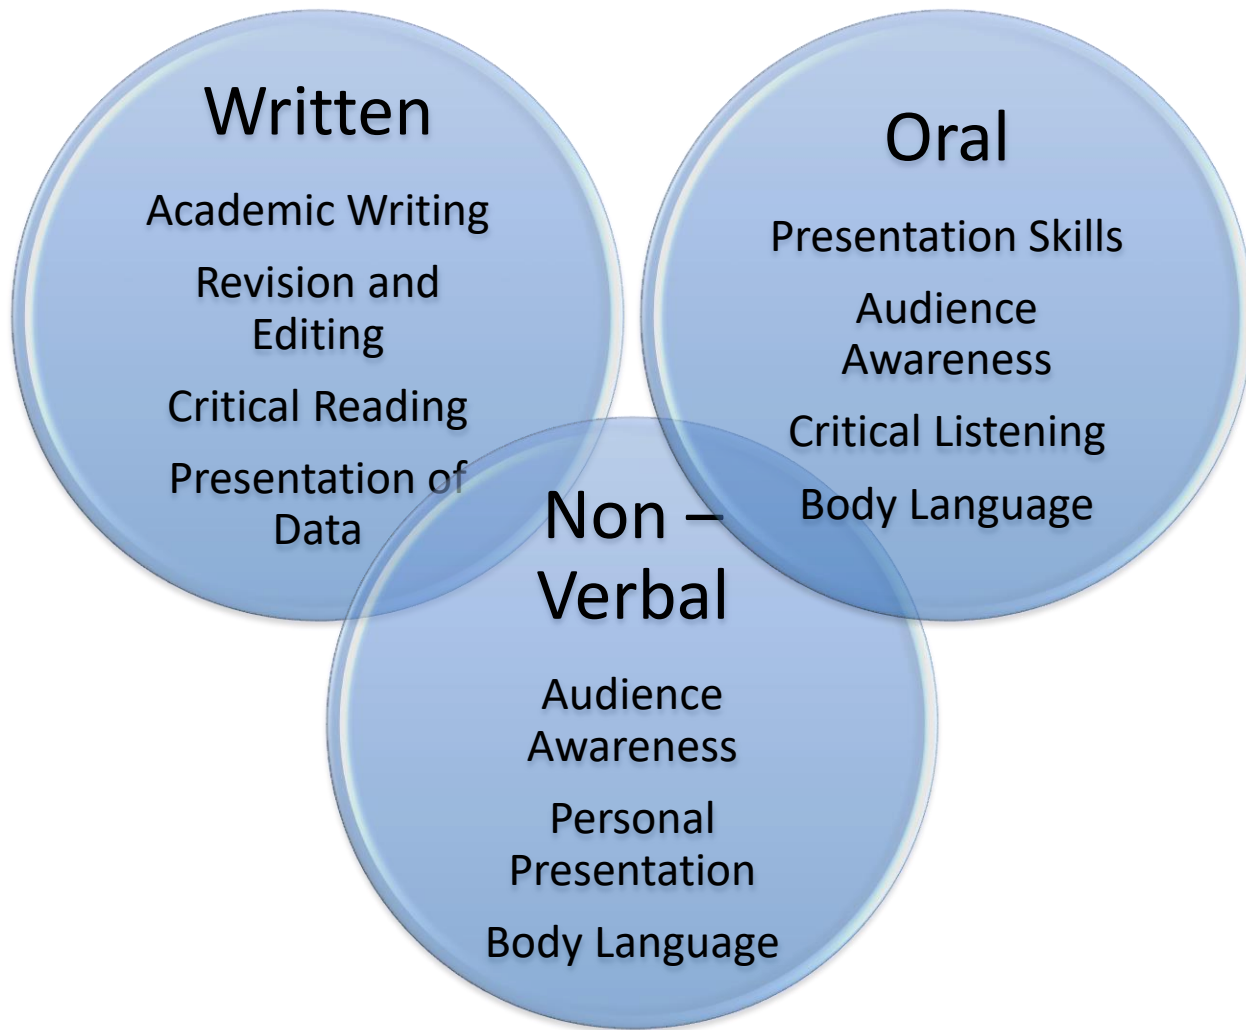 Written
Academic Writing
Revision and
Editing
Critical Reading
Presentation of
Data
Oral
Presentation Skills
Audience
Awareness
Critical Listening
Body Language
Non –
Verbal
Audience
Awareness
Personal
Presentation
Body Language